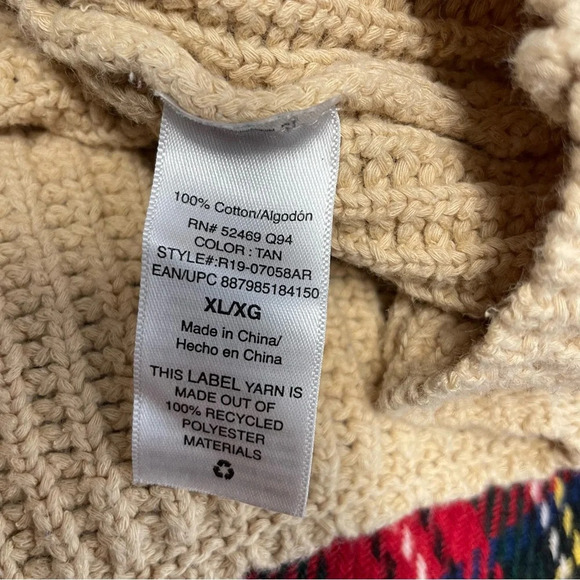 100% Cotton/Algodón
RN# 52469 Q94
COLOR : TAN
STYLE#:R19-07058AR
EAN/UPC 887985184150
XL/XG
Made in China/
Hecho en China
THIS LABEL YARN IS
MADE OUT OF
100% RECYCLED
POLYESTER
MATERIALS